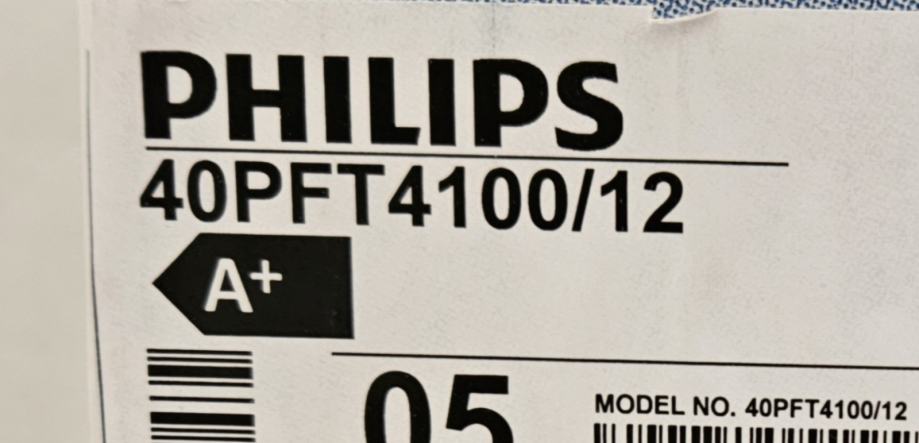 PHILIPS
40PFT4100/12
A+
05
MODEL NO. 40PFT4100/12